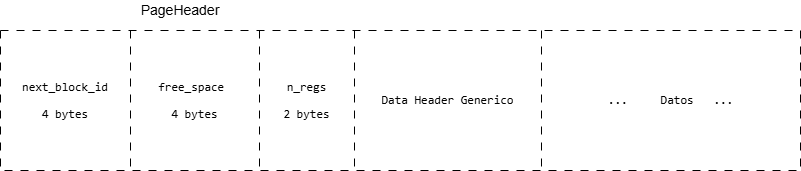 PageHeader
next_block_id
4 bytes
free_space
4 bytes
n_regs
2 bytes
Data Header Generico
... Datos ...